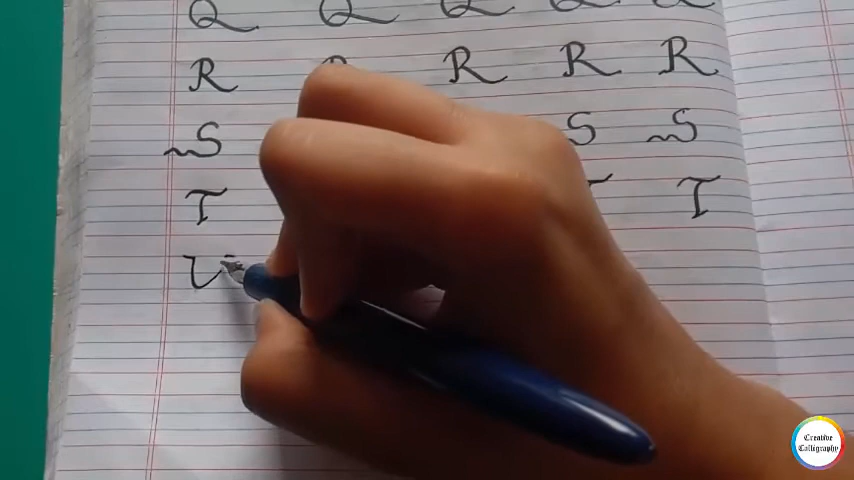 Q Q Q Q Q
R R R R
S S S
T T T
U
Creative
Calligraphy